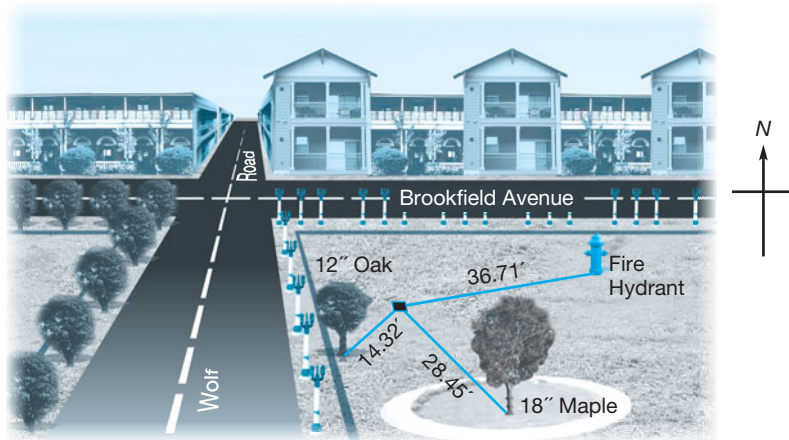 N
Road
Brookfield Avenue
12″ Oak
36.71′
Fire
Hydrant
14.32′
28.45′
Wolf
18″ Maple